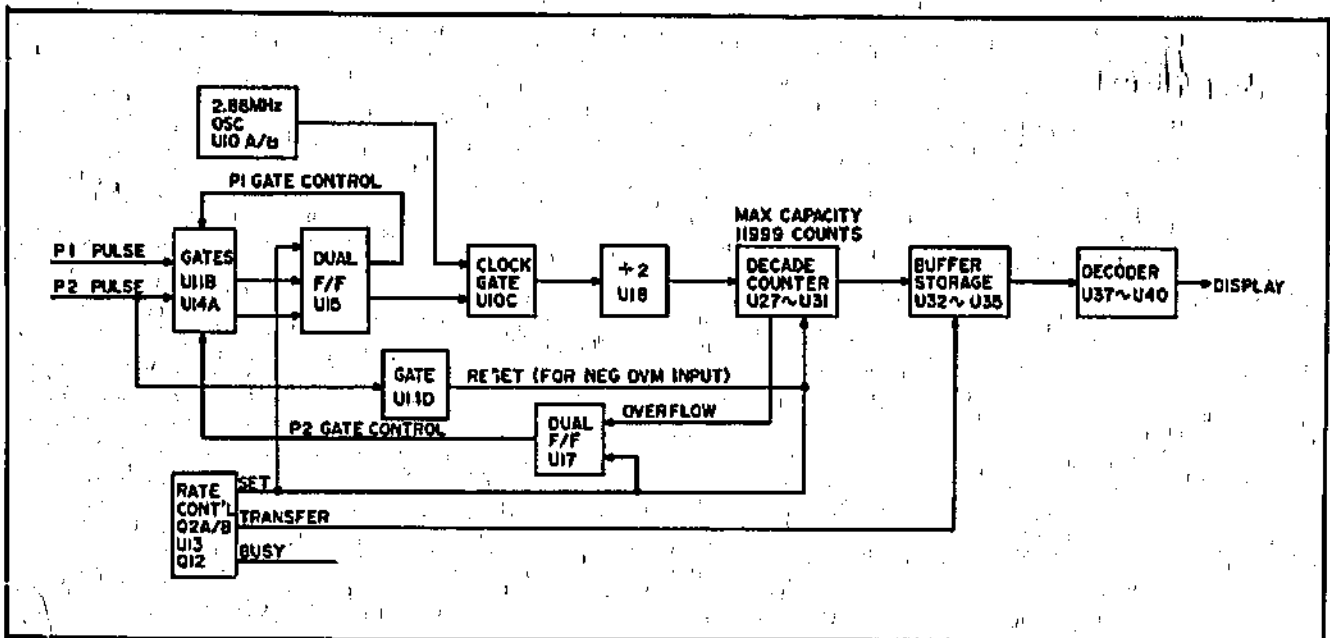 2.88MHz
OSC
U10 A/B
P1 GATE CONTROL
P1 PULSE
P2 PULSE
GATES
U11B
U14A
DUAL
F/F
U15
CLOCK
GATE
U10C
÷2
U18
MAX CAPACITY
11999 COUNTS
DECADE
COUNTER
U27~U31
BUFFER
STORAGE
U32~U35
DECODER
U37~U40
DISPLAY
GATE
RESET (FOR NEG DVM INPUT)
OVERFLOW
P2 GATE CONTROL
DUAL
F/F
U17
RATE
CONT'L
Q2A/B
U13
Q12
SET
TRANSFER
BUSY